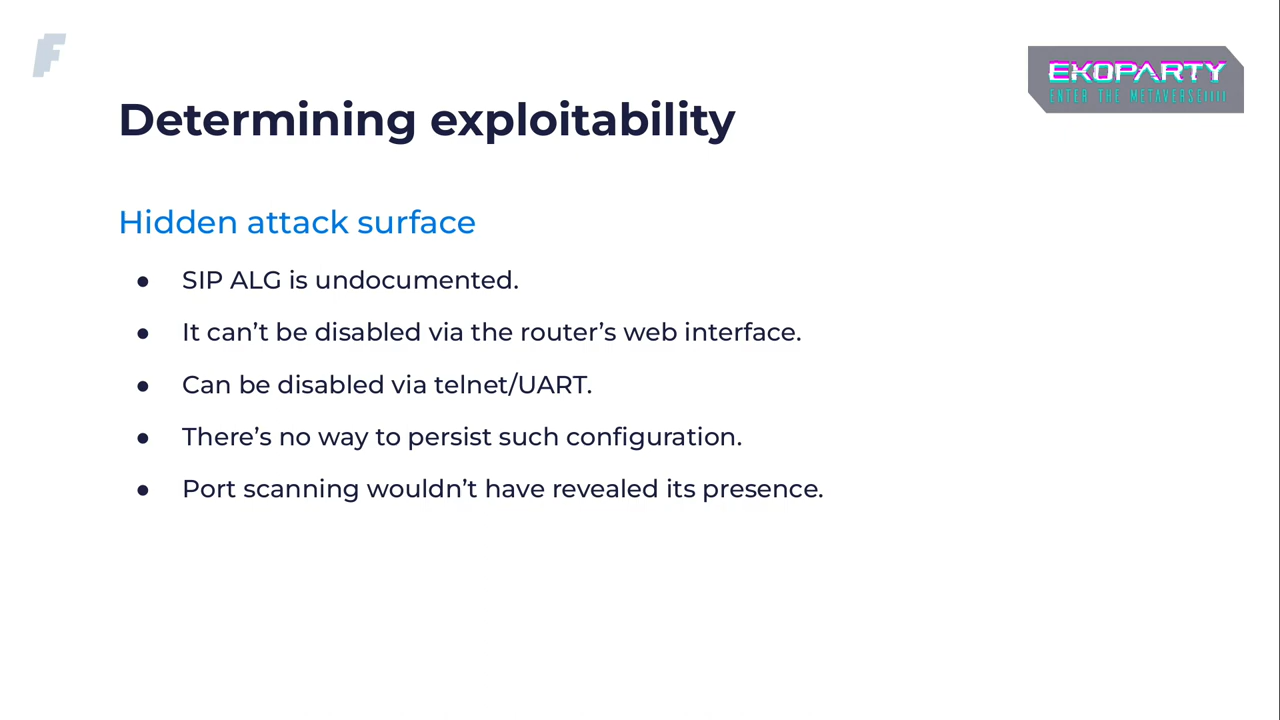 F
EKOPARTY
ENTER THE METAVERSE((((
Determining exploitability
Hidden attack surface
● SIP ALG is undocumented.
● It can’t be disabled via the router’s web interface.
● Can be disabled via telnet/UART.
● There’s no way to persist such configuration.
● Port scanning wouldn’t have revealed its presence.